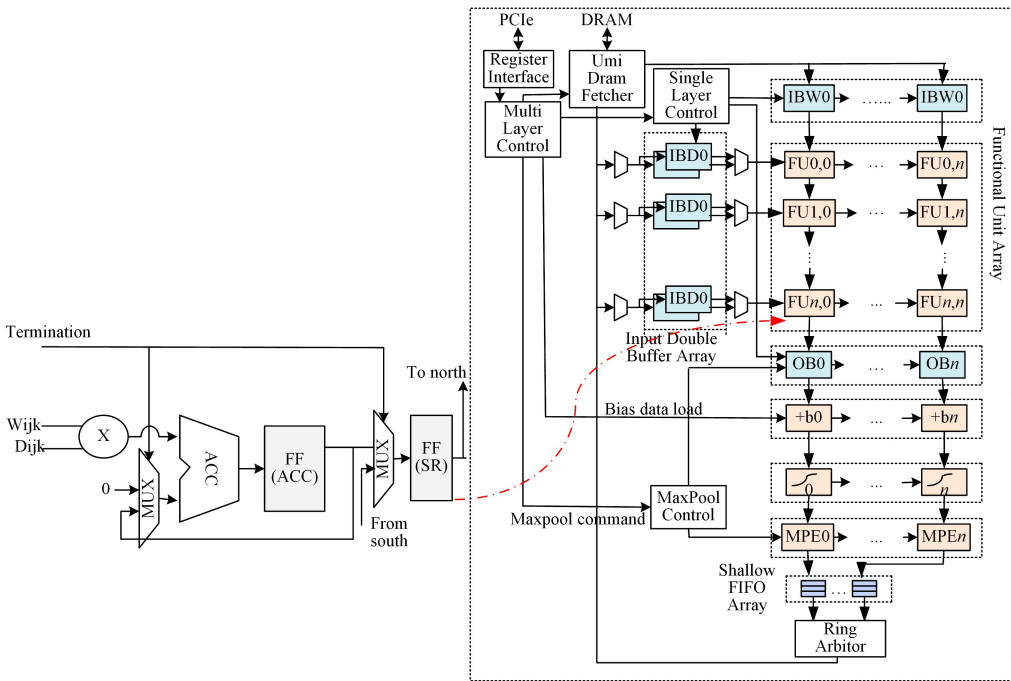 PCIe
DRAM
Register
Interface
Umi
Dram
Fetcher
Single
Layer
Control
Multi
Layer
Control
IBW0
......
IBW0
IBD0
IBD0
IBD0
FU0,0
...
FU0,n
FU1,0
...
FU1,n
...
...
FUn,0
...
FUn,n
Functional Unit Array
Input Double
Buffer Array
OB0
...
OBn
Bias data load
+b0
...
+bn
0
...
n
MaxPool
Control
Maxpool command
MPE0
...
MPEn
Shallow
FIFO
Array
...
Ring
Arbitor
Termination
To north
Wijk
Dijk
X
ACC
FF
(ACC)
MUX
FF
(SR)
0
MUX
From
south